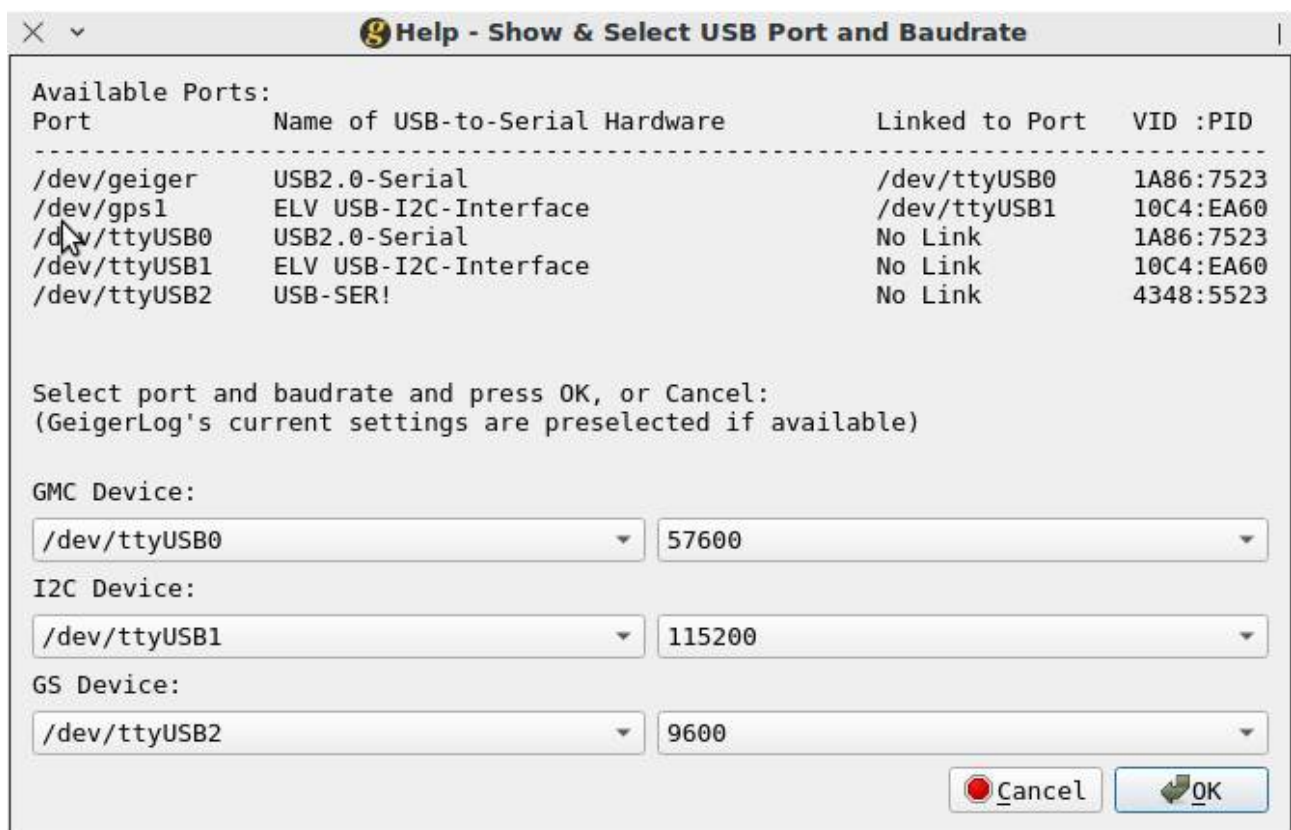 Help - Show & Select USB Port and Baudrate
Available Ports:
Port Name of USB-to-Serial Hardware Linked to Port VID :PID
-----------------------------------------------------------------------------------
/dev/geiger USB2.0-Serial /dev/ttyUSB0 1A86:7523
/dev/gps1 ELV USB-I2C-Interface /dev/ttyUSB1 10C4:EA60
/dev/ttyUSB0 USB2.0-Serial No Link 1A86:7523
/dev/ttyUSB1 ELV USB-I2C-Interface No Link 10C4:EA60
/dev/ttyUSB2 USB-SER! No Link 4348:5523
Select port and baudrate and press OK, or Cancel:
(GeigerLog's current settings are preselected if available)
GMC Device:
/dev/ttyUSB0 57600
I2C Device:
/dev/ttyUSB1 115200
GS Device:
/dev/ttyUSB2 9600
Cancel OK